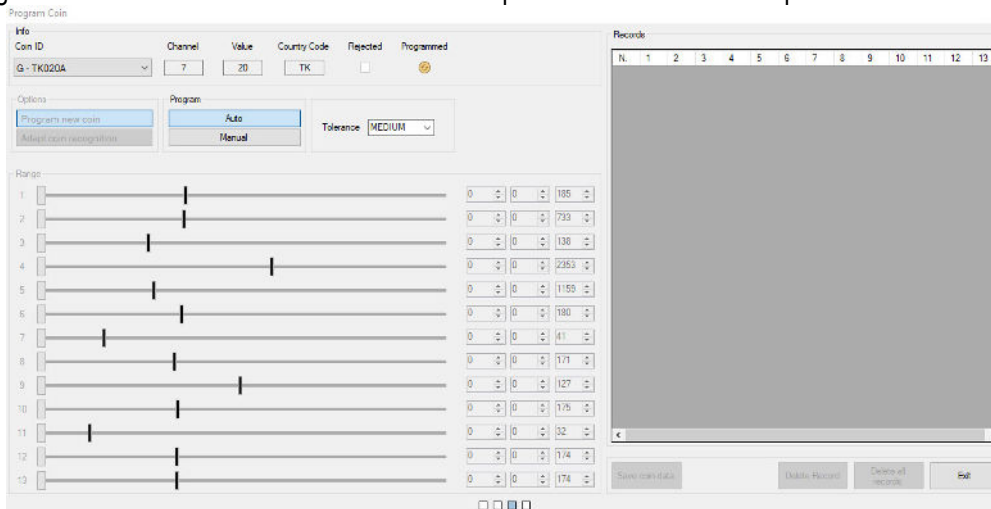 Program Coin
Info
Coin ID Channel Value Country Code Rejected Programmed
G - TK020A 7 20 TK
Options
Program new coin
Adapt coin recognition
Program
Auto
Manual
Tolerance MEDIUM
Range
1 0 0 185
2 0 0 733
3 0 0 138
4 0 0 2353
5 0 0 1159
6 0 0 180
7 0 0 41
8 0 0 171
9 0 0 127
10 0 0 175
11 0 0 32
12 0 0 174
13 0 0 174
Records
N. 1 2 3 4 5 6 7 8 9 10 11 12 13
Save coin data
Delete Record
Delete all records
Exit